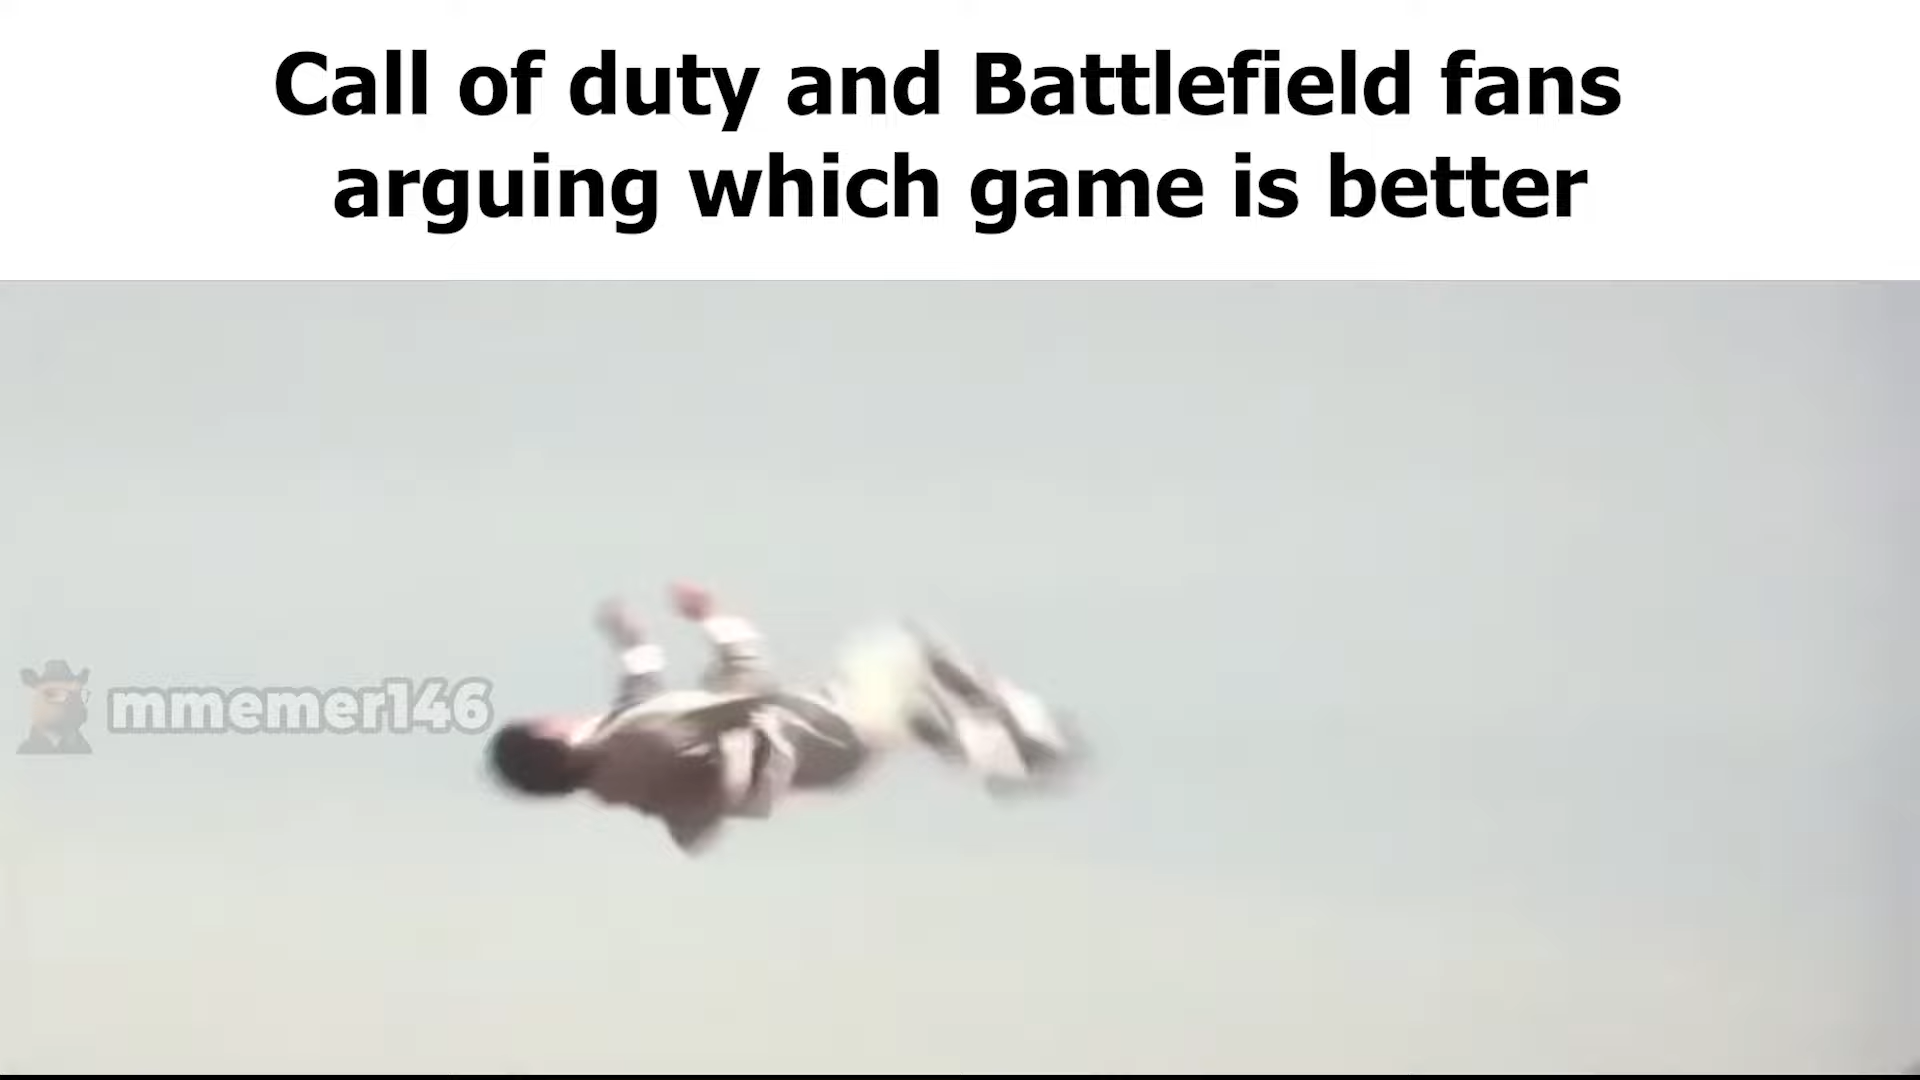 Call of duty and Battlefield fans
arguing which game is better
mmemer146